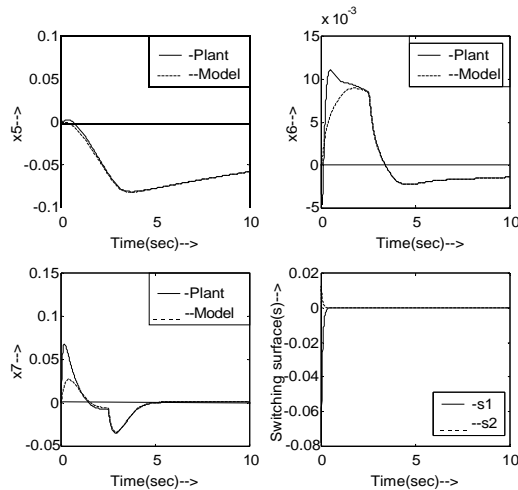 0.1
0.05
0
-0.05
-0.1
x5-->
-Plant
--Model
0
5
10
Time(sec)-->
x 10
-3
15
10
5
0
-5
x6-->
-Plant
--Model
0
5
10
Time(sec)-->
0.15
0.1
0.05
0
-0.05
x7-->
-Plant
--Model
0
5
10
Time(sec)-->
0.02
0
-0.02
-0.04
-0.06
-0.08
Switching surface(s)-->
-s1
--s2
0
5
10
Time(sec)-->